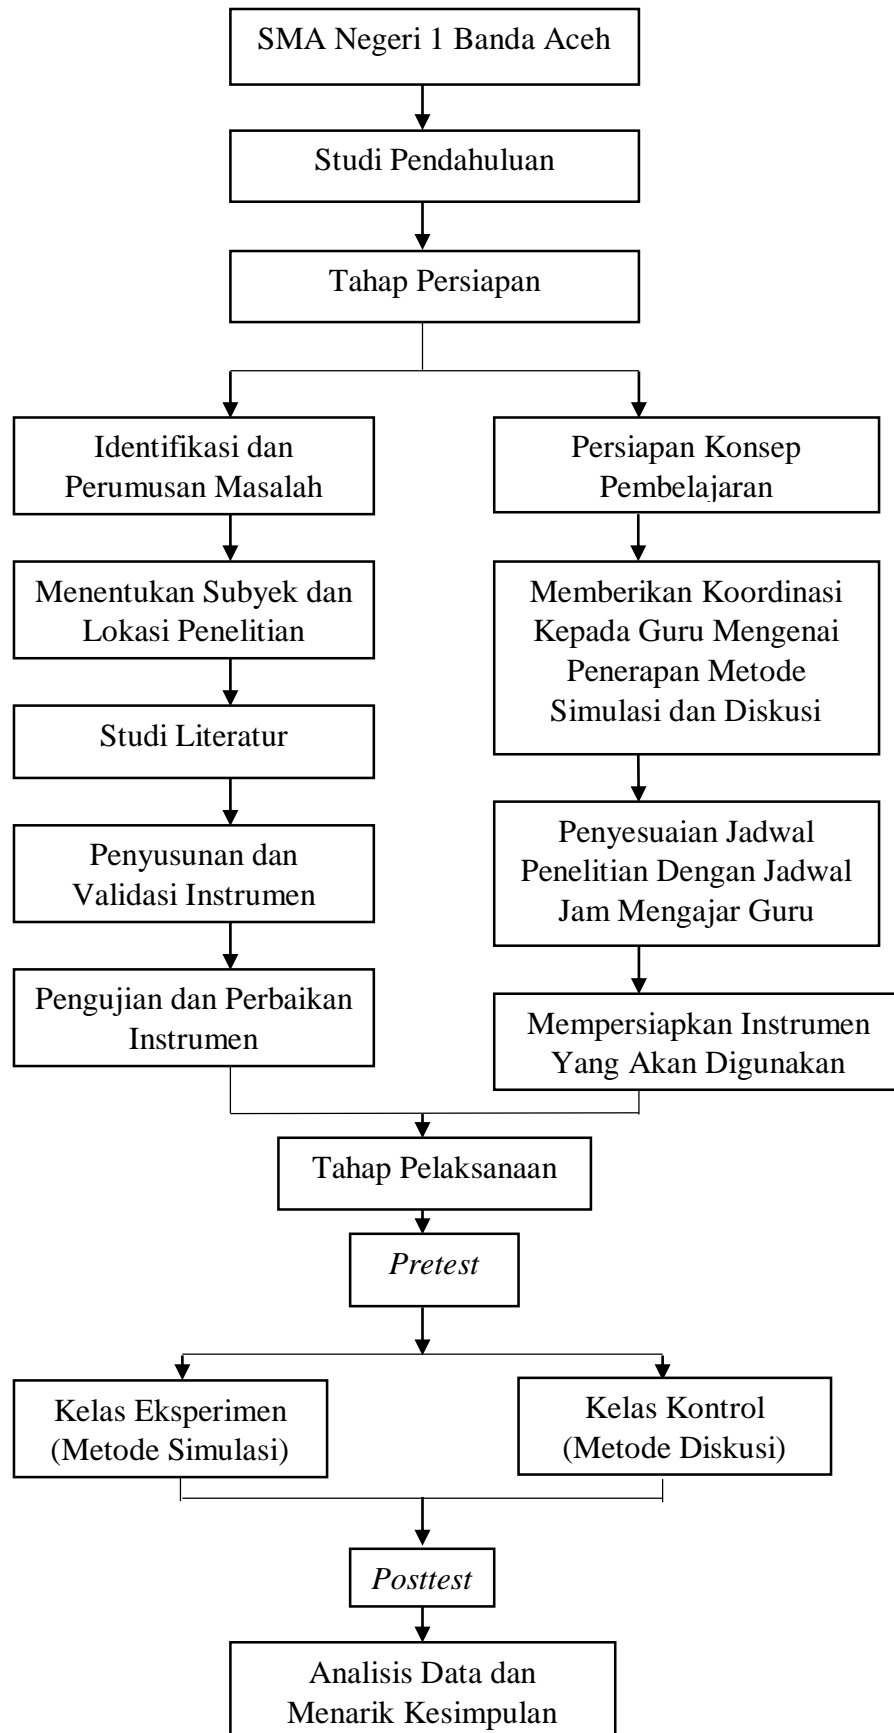 SMA Negeri 1 Banda Aceh
Studi Pendahuluan
Tahap Persiapan
Identifikasi dan
Perumusan Masalah
Menentukan Subyek dan
Lokasi Penelitian
Studi Literatur
Penyusunan dan
Validasi Instrumen
Pengujian dan Perbaikan
Instrumen
Persiapan Konsep
Pembelajaran
Memberikan Koordinasi
Kepada Guru Mengenai
Penerapan Metode
Simulasi dan Diskusi
Penyesuaian Jadwal
Penelitian Dengan Jadwal
Jam Mengajar Guru
Mempersiapkan Instrumen
Yang Akan Digunakan
Tahap Pelaksanaan
Pretest
Kelas Eksperimen
(Metode Simulasi)
Kelas Kontrol
(Metode Diskusi)
Posttest
Analisis Data dan
Menarik Kesimpulan